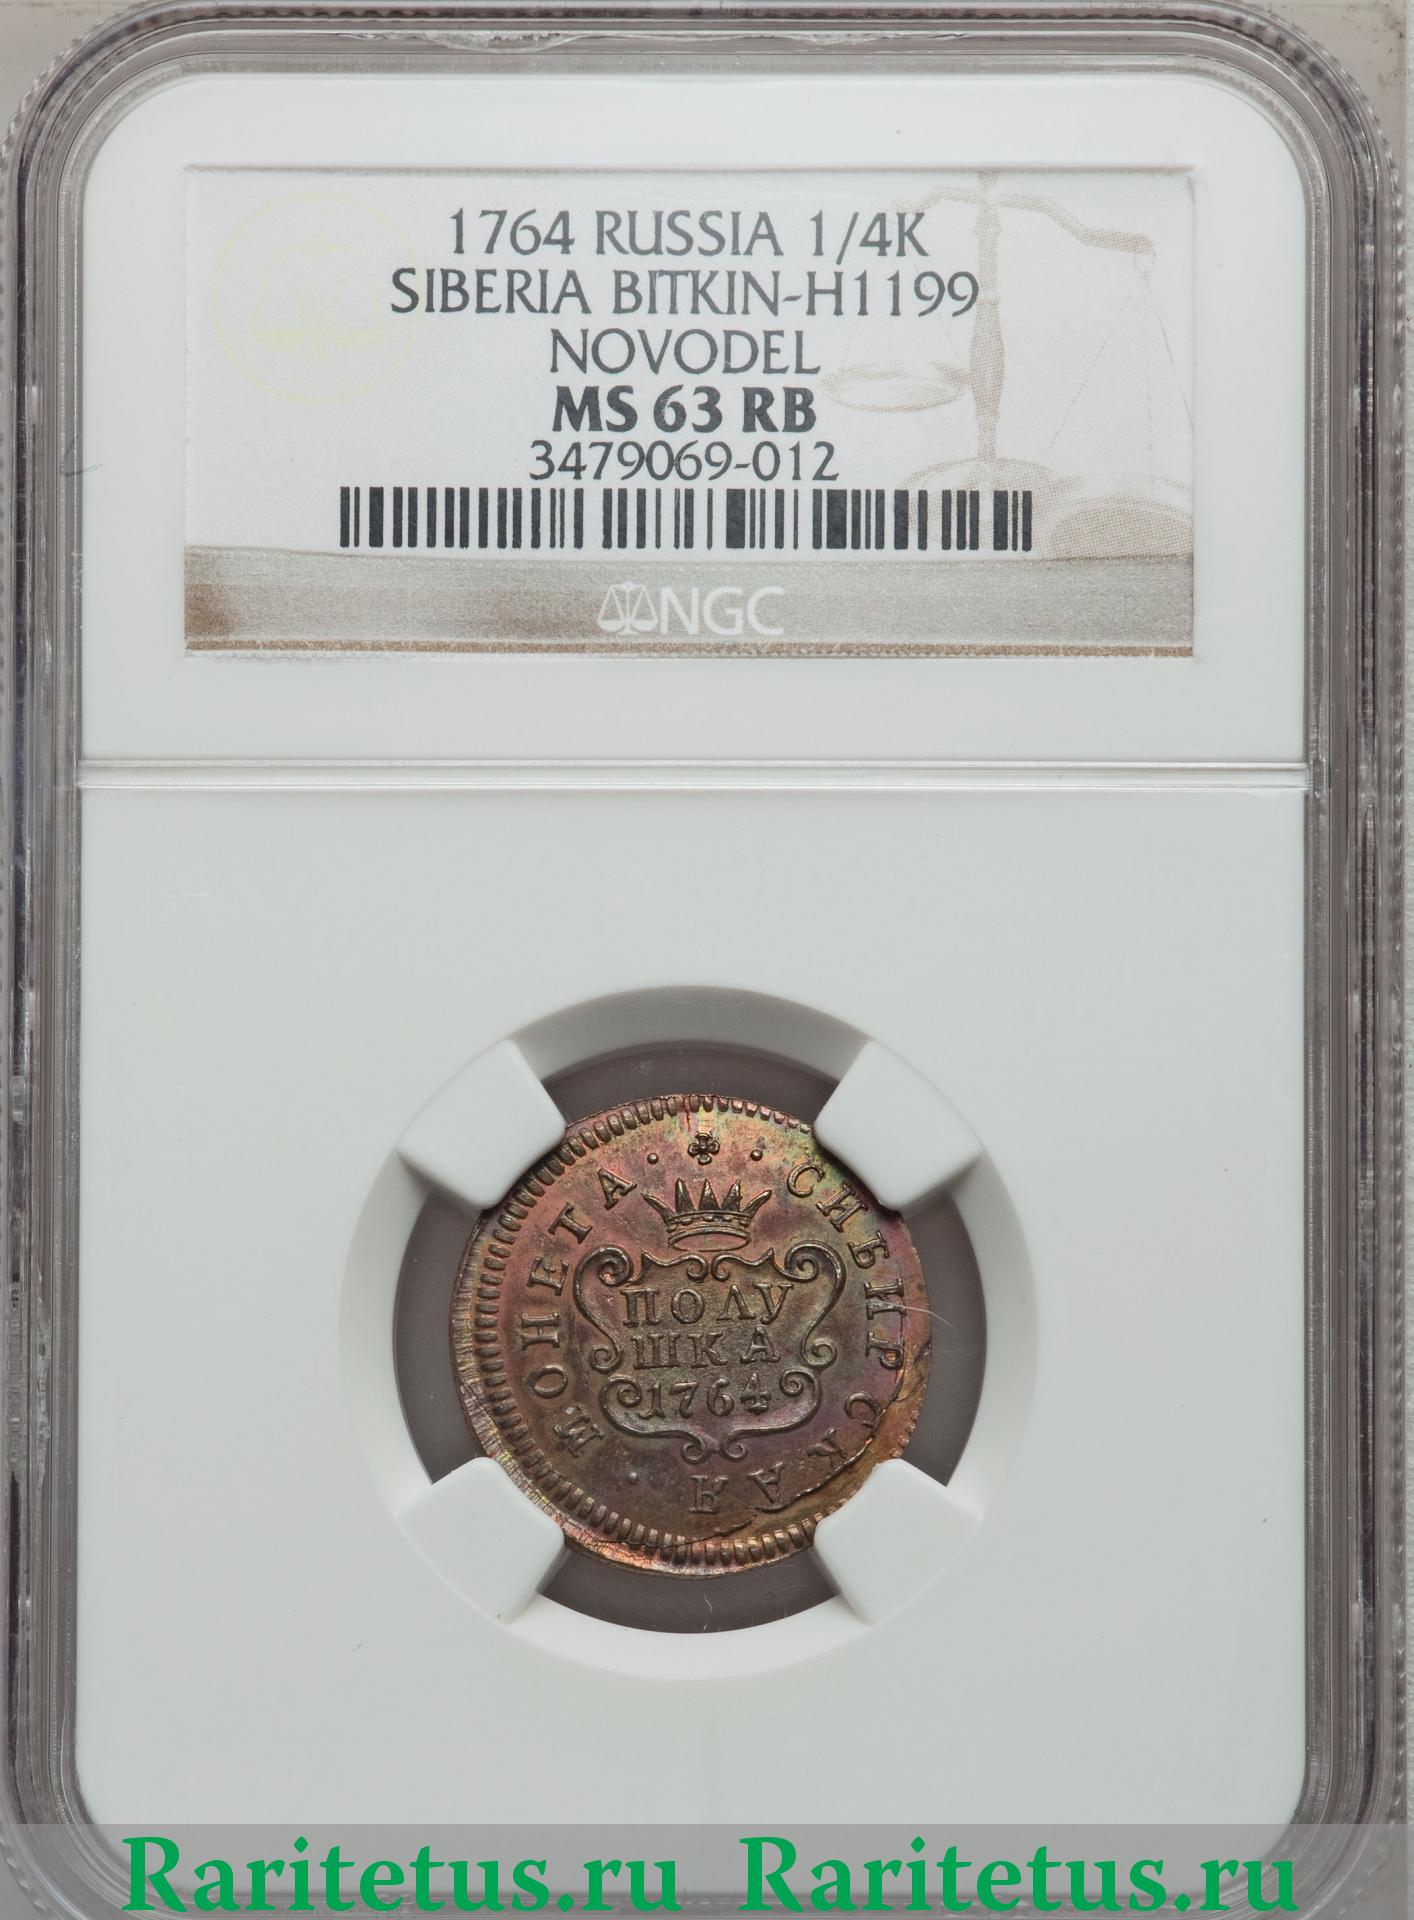 1764 RUSSIA 1/4K
SIBERIA BITKIN-H1199
NOVODEL
MS 63 RB
3479069-012
NGC
МОНЕТА СИБИРСКАЯ
ПОЛУ
ШКА
1764
Raritetus.ru Raritetus.ru